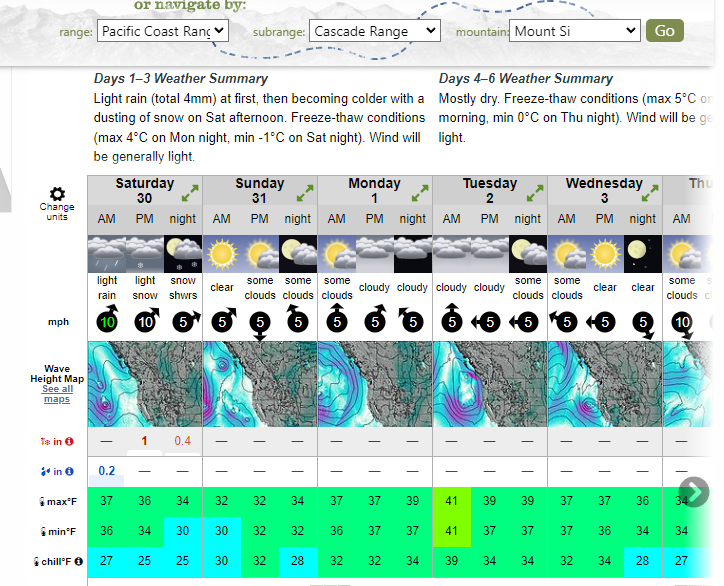 or navigate by:
range: Pacific Coast Rang subrange: Cascade Range mountain: Mount Si Go
Days 1–3 Weather Summary
Light rain (total 4mm) at first, then becoming colder with a
dusting of snow on Sat afternoon. Freeze-thaw conditions
(max 4°C on Mon night, min -1°C on Sat night). Wind will
be generally light.
Days 4–6 Weather Summary
Mostly dry. Freeze-thaw conditions (max 5°C
morning, min 0°C on Thu night). Wind will be
light.
Change
units
Saturday Sunday Monday Tuesday Wednesday Thu
30 31 1 2 3
AM PM night AM PM night AM PM night AM PM night AM PM night AM
light rain light snow snow shwrs clear some clouds some clouds some clouds cloudy cloudy cloudy cloudy some clouds some clouds clear clear some clouds
mph 10 10 5 5 5 5 5 5 5 5 5 5 5 5 5 10
Wave
Height Map
See all
maps
in — 1 0.4 — — — — — — — — — — — — —
in 0.2 — — — — — — — — — — — — — — —
max°F 37 36 34 32 32 34 37 37 39 41 39 39 37 37 36 34
min°F 36 34 30 30 32 32 36 37 37 41 37 37 37 36 34 34
chill°F 27 25 25 30 32 28 32 32 34 39 34 34 32 34 28 27